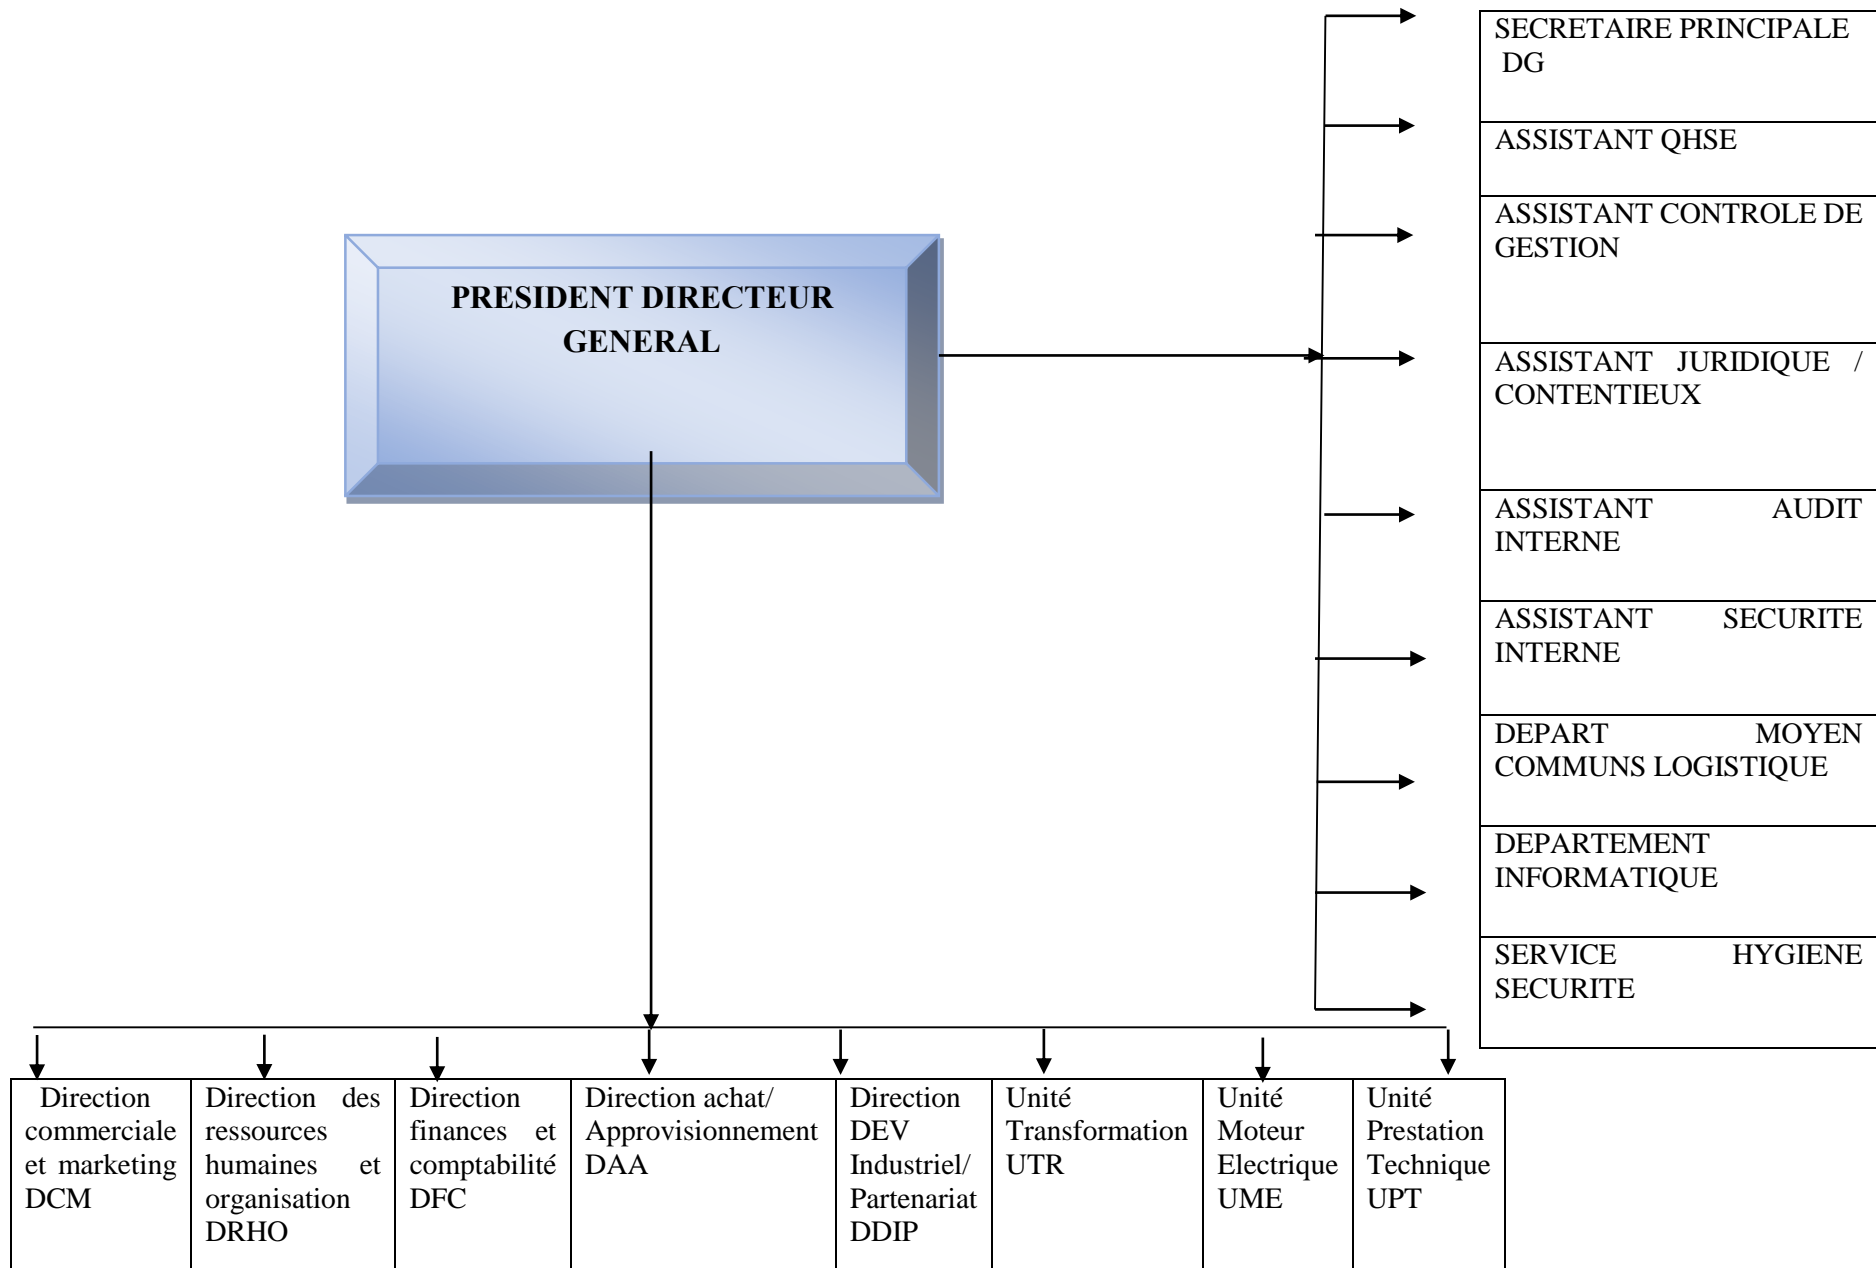 SECRETAIRE PRINCIPALE
DG
ASSISTANT QHSE
ASSISTANT CONTROLE DE
GESTION
PRESIDENT DIRECTEUR
GENERAL
ASSISTANT JURIDIQUE /
CONTENTIEUX
ASSISTANT AUDIT
INTERNE
ASSISTANT SECURITE
INTERNE
DEPART MOYEN
COMMUNS LOGISTIQUE
DEPARTEMENT
INFORMATIQUE
SERVICE HYGIENE
SECURITE
Direction
commerciale
et marketing
DCM
Direction des
ressources
humaines et
organisation
DRHO
Direction
finances et
comptabilité
DFC
Direction achat/
Approvisionnement
DAA
Direction
DEV
Industriel/
Partenariat
DDIP
Unité
Transformation
UTR
Unité
Moteur
Electrique
UME
Unité
Prestation
Technique
UPT